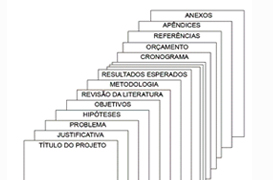 ANEXOS
APÊNDICES
REFERÊNCIAS
ORÇAMENTO
CRONOGRAMA
RESULTADOS ESPERADOS
METODOLOGIA
REVISÃO DA LITERATURA
OBJETIVOS
HIPÓTESES
PROBLEMA
JUSTIFICATIVA
TÍTULO DO PROJETO